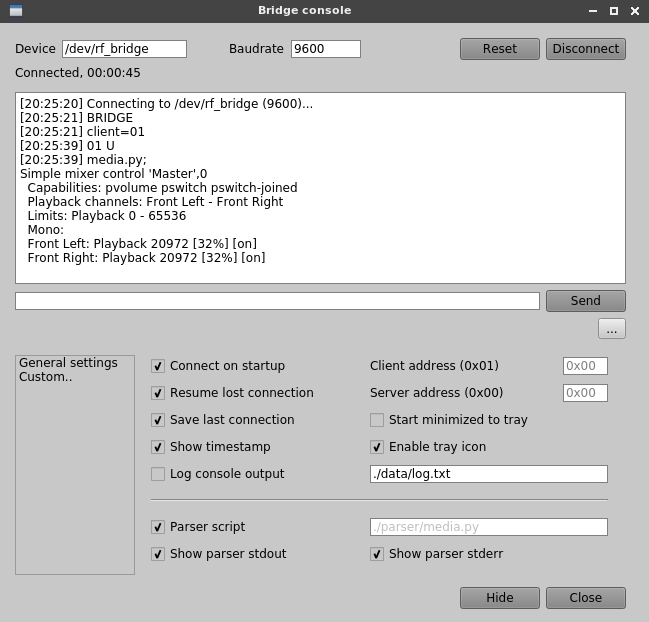 Bridge console
Device /dev/rf_bridge Baudrate 9600 Reset Disconnect
Connected, 00:00:45
[20:25:20] Connecting to /dev/rf_bridge (9600)...
[20:25:21] BRIDGE
[20:25:21] client=01
[20:25:39] 01 U
[20:25:39] media.py;
Simple mixer control 'Master',0
Capabilities: pvolume pswitch pswitch-joined
Playback channels: Front Left - Front Right
Limits: Playback 0 - 65536
Mono:
Front Left: Playback 20972 [32%] [on]
Front Right: Playback 20972 [32%] [on]
Send
...
General settings
Custom..
Connect on startup Client address (0x01) 0x00
Resume lost connection Server address (0x00) 0x00
Save last connection Start minimized to tray
Show timestamp Enable tray icon
Log console output ./data/log.txt
Parser script ./parser/media.py
Show parser stdout Show parser stderr
Hide Close